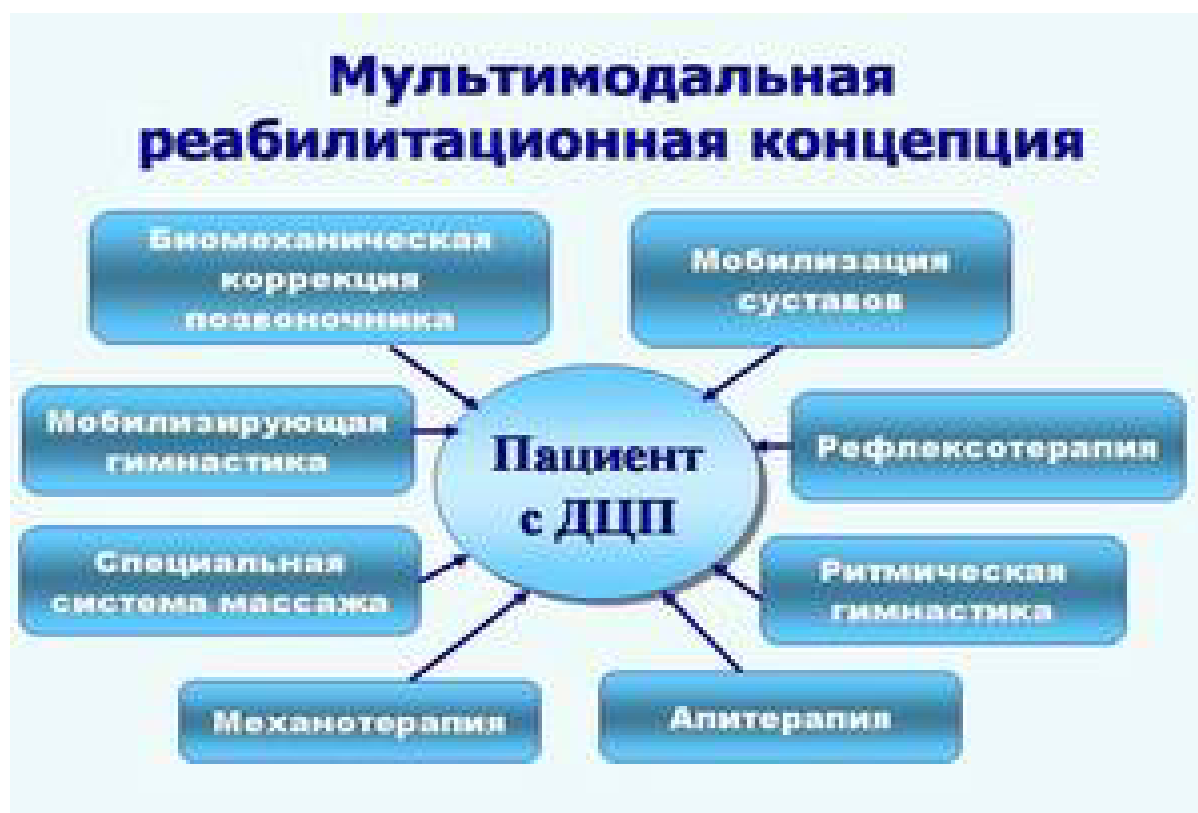 Мультимодальная
реабилитационная концепция
Биомеханическая
коррекция
позвоночника
Мобилизация
суставов
Мобилизирующая
гимнастика
Пациент
с ДЦП
Рефлексотерапия
Специальная
система массажа
Ритмическая
гимнастика
Механотерапия
Апитерапия